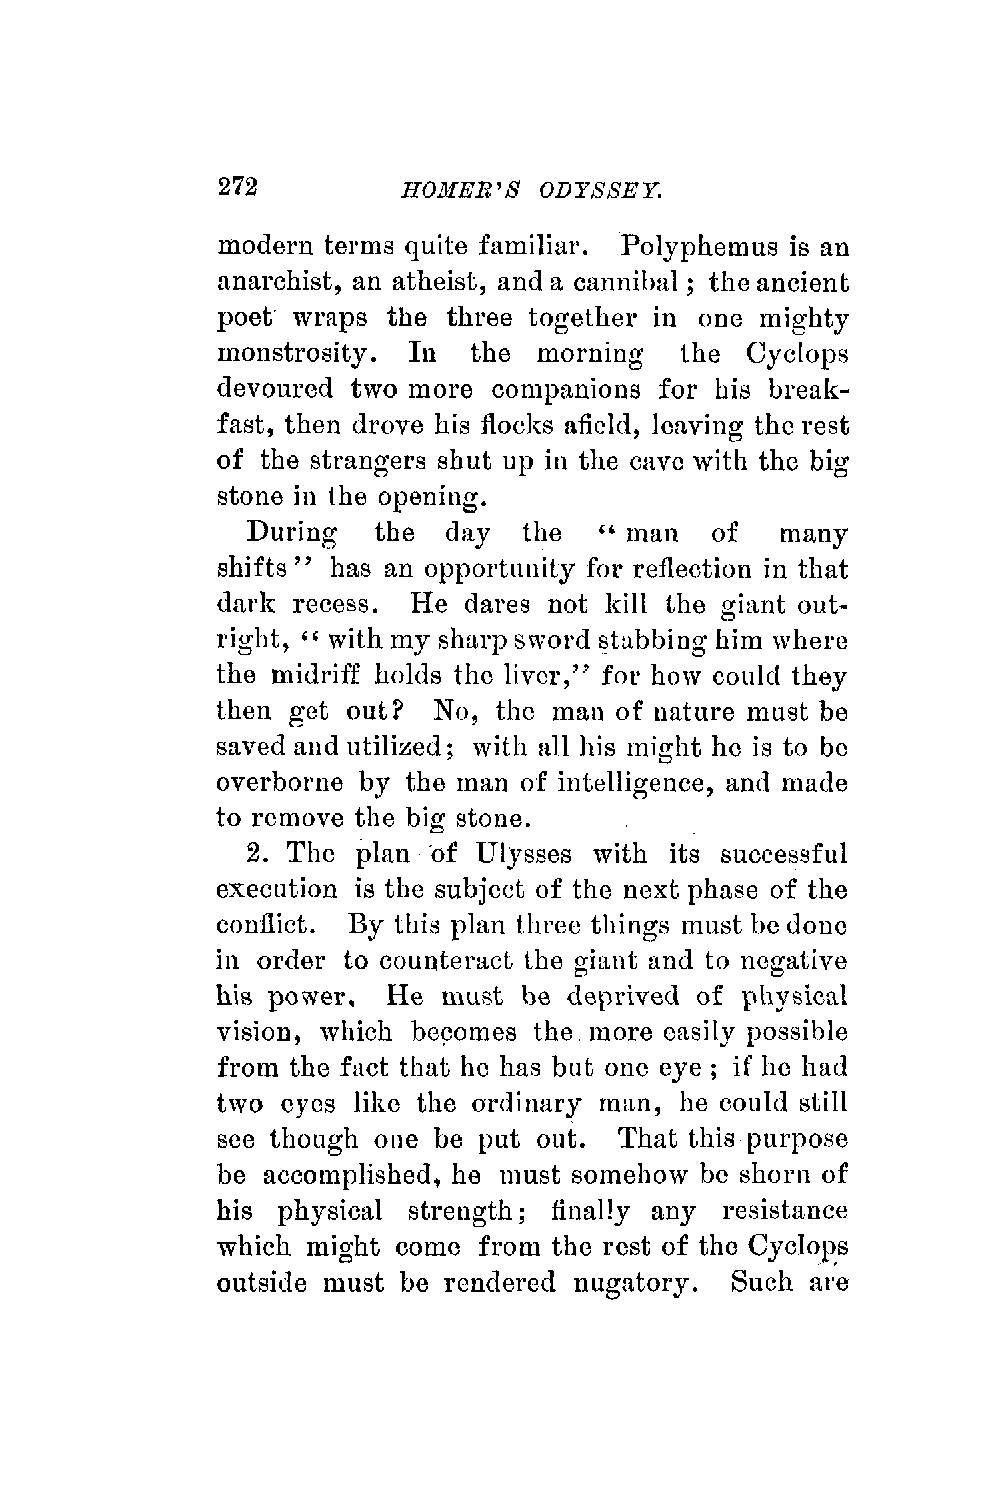 272 HOMER'S ODYSSEY.
modern terms quite familiar. Polyphemus is an
anarchist, an atheist, and a cannibal; the ancient
poet wraps the three together in one mighty
monstrosity. In the morning the Cyclops
devoured two more companions for his break-
fast, then drove his flocks afield, leaving the rest
of the strangers shut up in the cave with the big
stone in the opening.
During the day the "man of many
shifts" has an opportunity for reflection in that
dark recess. He dares not kill the giant out-
right, "with my sharp sword stabbing him where
the midriff holds the liver," for how could they
then get out? No, the man of nature must be
saved and utilized; with all his might he is to be
overborne by the man of intelligence, and made
to remove the big stone.
2. The plan of Ulysses with its successful
execution is the subject of the next phase of the
conflict. By this plan three things must be done
in order to counteract the giant and to negative
his power. He must be deprived of physical
vision, which becomes the more easily possible
from the fact that he has but one eye; if he had
two eyes like the ordinary man, he could still
see though one be put out. That this purpose
be accomplished, he must somehow be shorn of
his physical strength; finally any resistance
which might come from the rest of the Cyclops
outside must be rendered nugatory. Such are